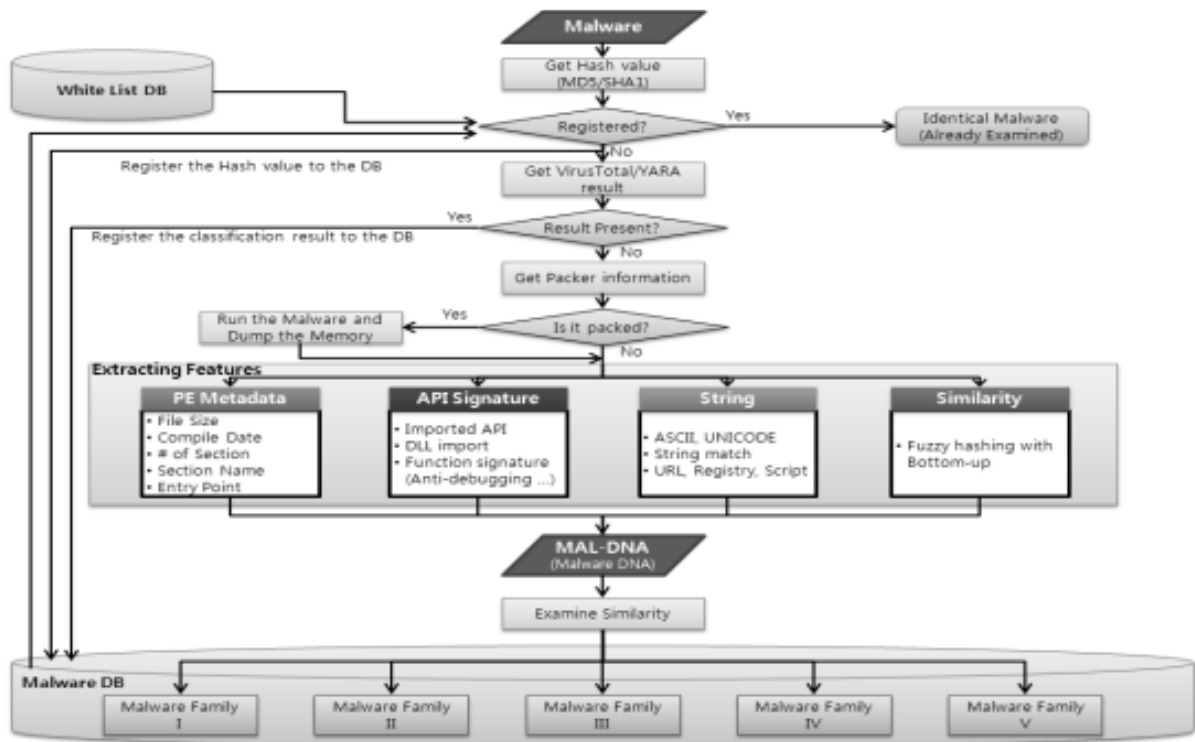 Malware
Get Hash value
(MD5/SHA1)
White List DB
Registered?
Yes
Identical Malware
(Already Examined)
No
Register the Hash value to the DB
Get VirusTotal/YARA
result
Yes
Result Present?
Register the classification result to the DB
No
Get Packer information
Run the Malware and
Dump the Memory
Yes
Is it packed?
No
Extracting Features
PE Metadata
• File Size
• Compile Date
• # of Section
• Section Name
• Entry Point
API Signature
• Imported API
• DLL import
• Function signature
(Anti-debugging ...)
String
• ASCII, UNICODE
• String match
• URL, Registry, Script
Similarity
• Fuzzy hashing with
Bottom-up
MAL-DNA
(Malware DNA)
Examine Similarity
Malware DB
Malware Family
I
Malware Family
II
Malware Family
III
Malware Family
IV
Malware Family
V